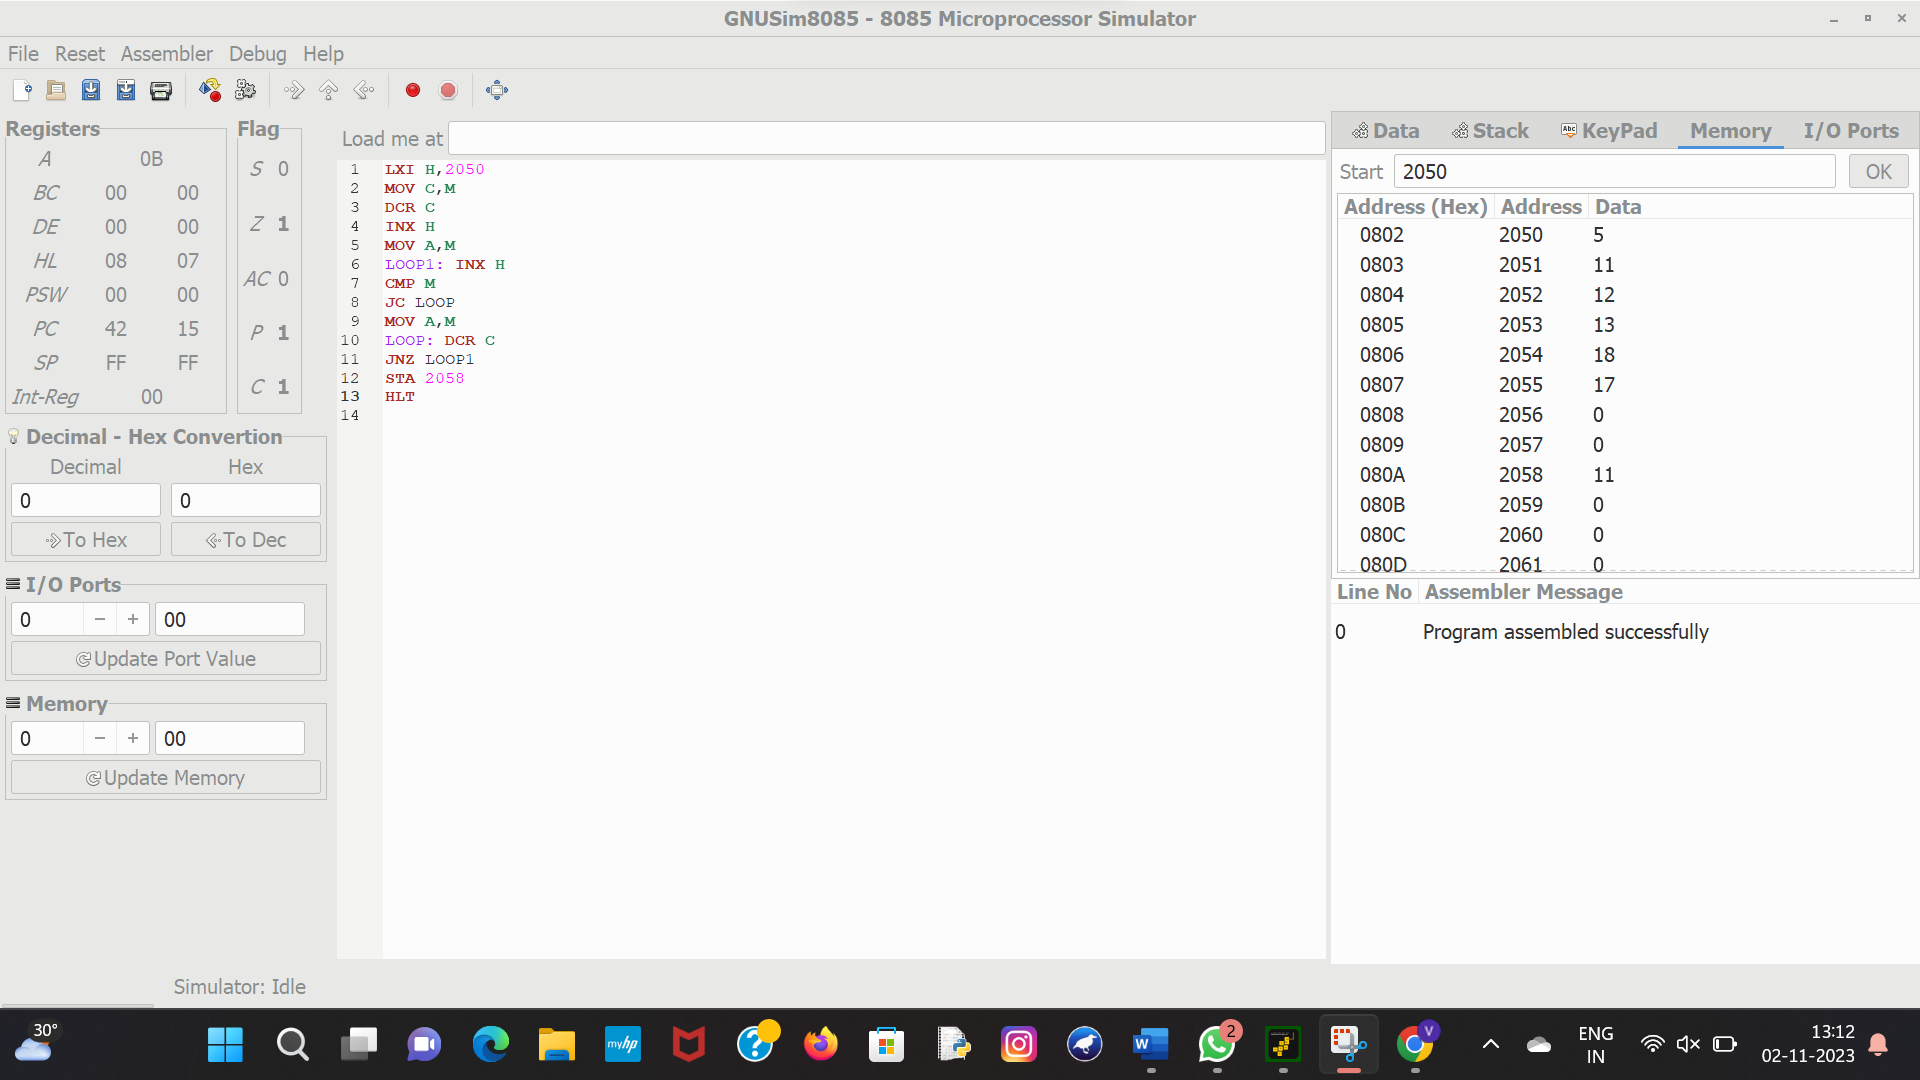 GNUSim8085 - 8085 Microprocessor Simulator
File Reset Assembler Debug Help
Registers
A 0B
BC 00 00
DE 00 00
HL 08 07
PSW 00 00
PC 42 15
SP FF FF
Int-Reg 00
Flag
S 0
Z 1
AC 0
P 1
C 1
Decimal - Hex Convertion
Decimal Hex
0 0
To Hex To Dec
I/O Ports
0 − + 00
Update Port Value
Memory
0 − + 00
Update Memory
Load me at
1 LXI H,2050
2 MOV C,M
3 DCR C
4 INX H
5 MOV A,M
6 LOOP1: INX H
7 CMP M
8 JC LOOP
9 MOV A,M
10 LOOP: DCR C
11 JNZ LOOP1
12 STA 2058
13 HLT
14
Data Stack Abc KeyPad Memory I/O Ports
Start 2050 OK
Address (Hex) Address Data
0802 2050 5
0803 2051 11
0804 2052 12
0805 2053 13
0806 2054 18
0807 2055 17
0808 2056 0
0809 2057 0
080A 2058 11
080B 2059 0
080C 2060 0
080D 2061 0
Line No Assembler Message
0 Program assembled successfully
Simulator: Idle
30°
myhp
W
2
V
ENG
IN
13:12
02-11-2023